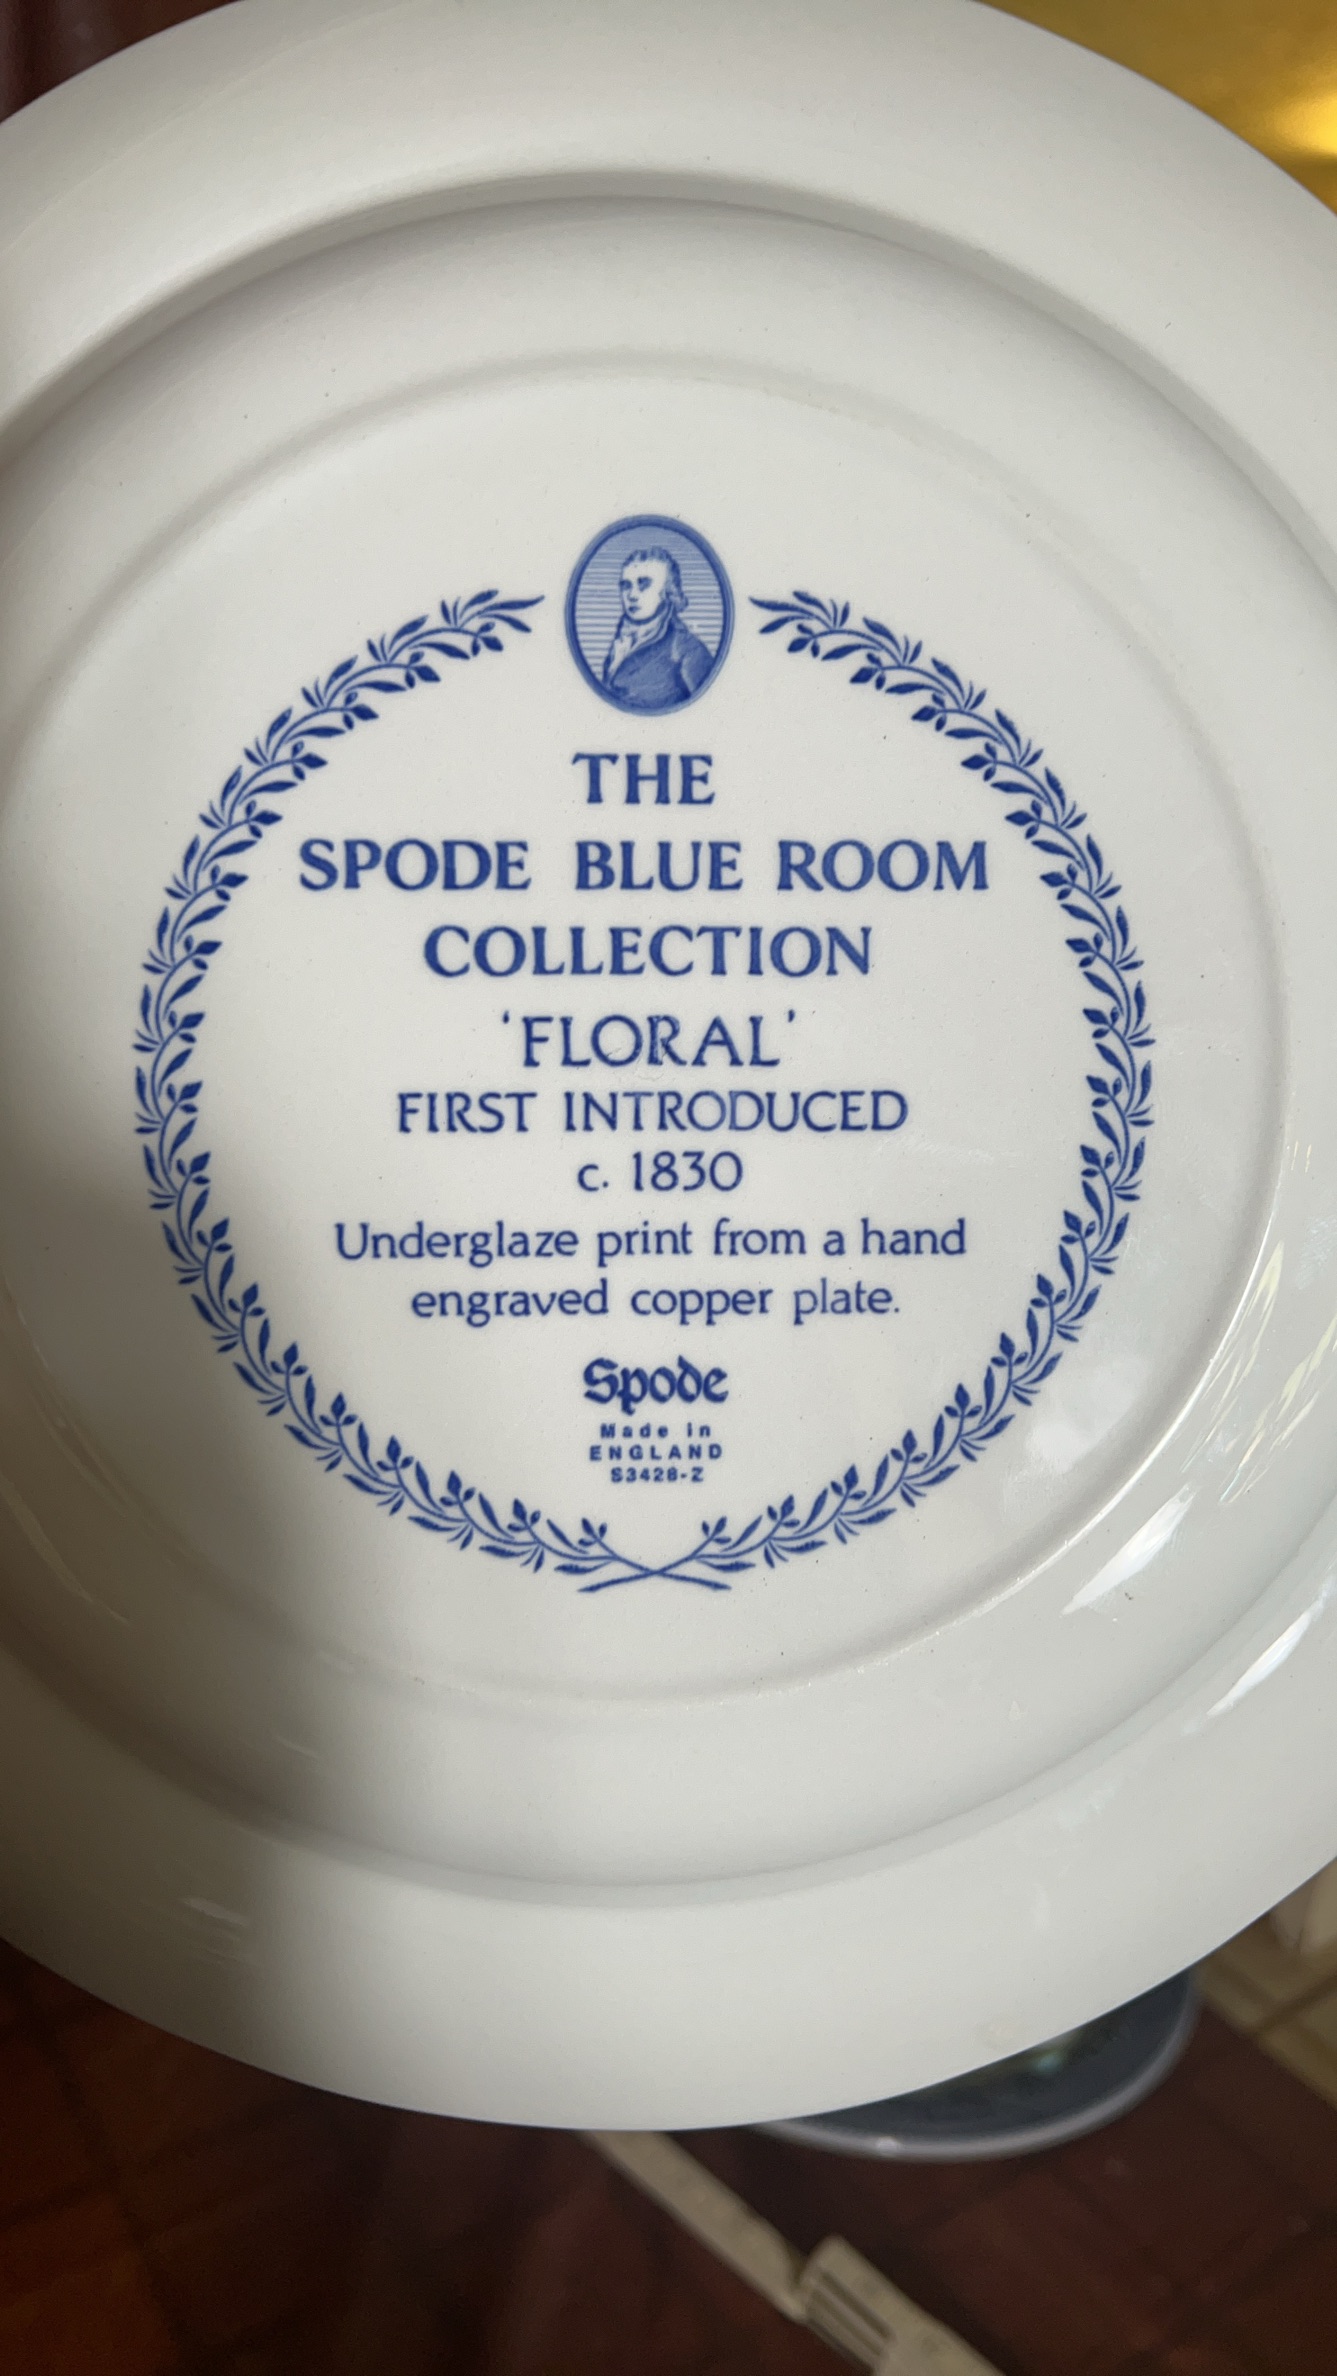 THE
SPODE BLUE ROOM
COLLECTION
'FLORAL'
FIRST INTRODUCED
c. 1830
Underglaze print from a hand
engraved copper plate.
Spode
Made in
ENGLAND
S3428-Z